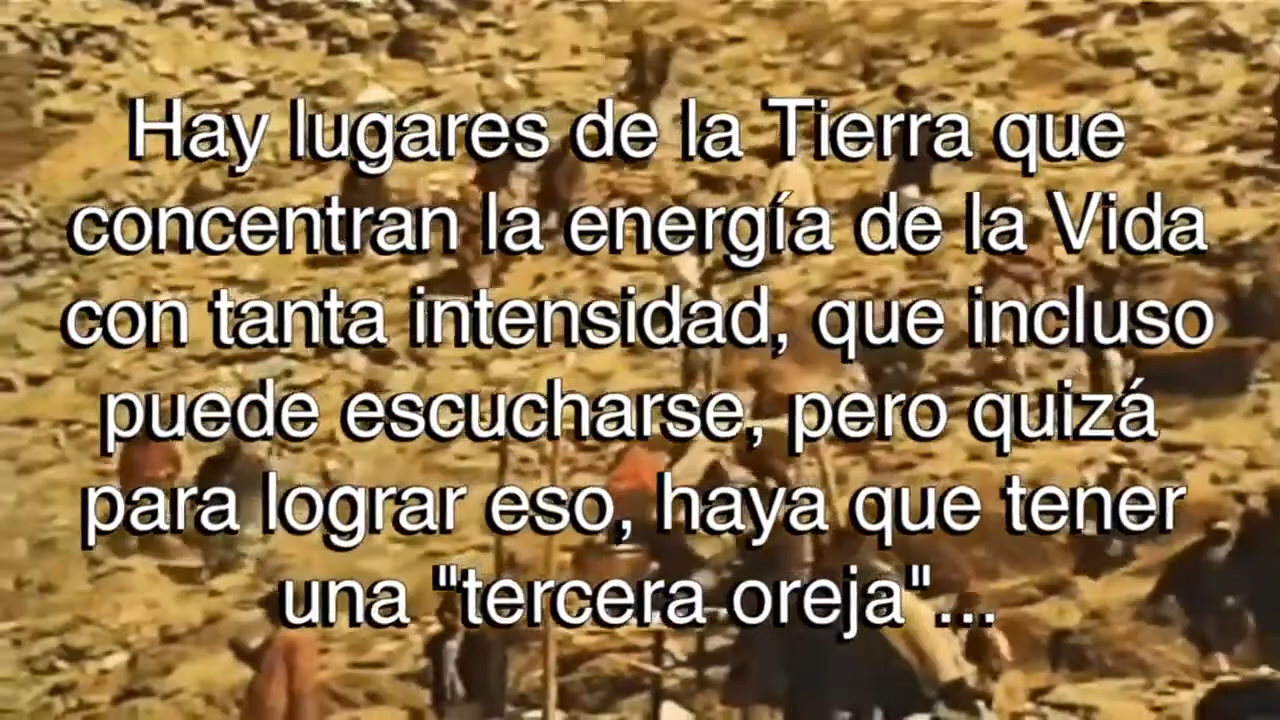 Hay lugares de la Tierra que
concentran la energía de la Vida
con tanta intensidad, que incluso
puede escucharse, pero quizá
para lograr eso, haya que tener
una "tercera oreja"...